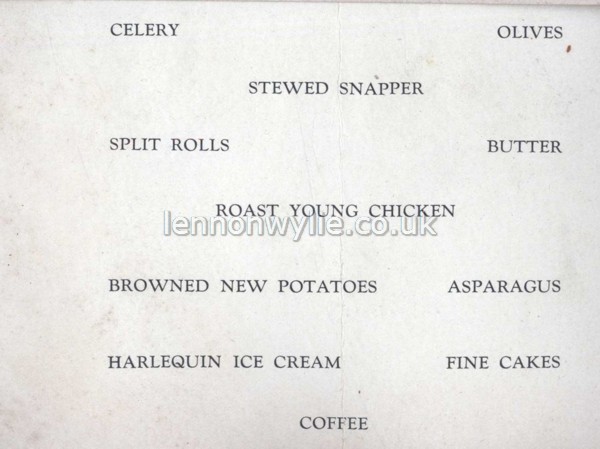 CELERY OLIVES
STEWED SNAPPER
SPLIT ROLLS BUTTER
ROAST YOUNG CHICKEN
lennonwylie.co.uk
BROWNED NEW POTATOES ASPARAGUS
HARLEQUIN ICE CREAM FINE CAKES
COFFEE